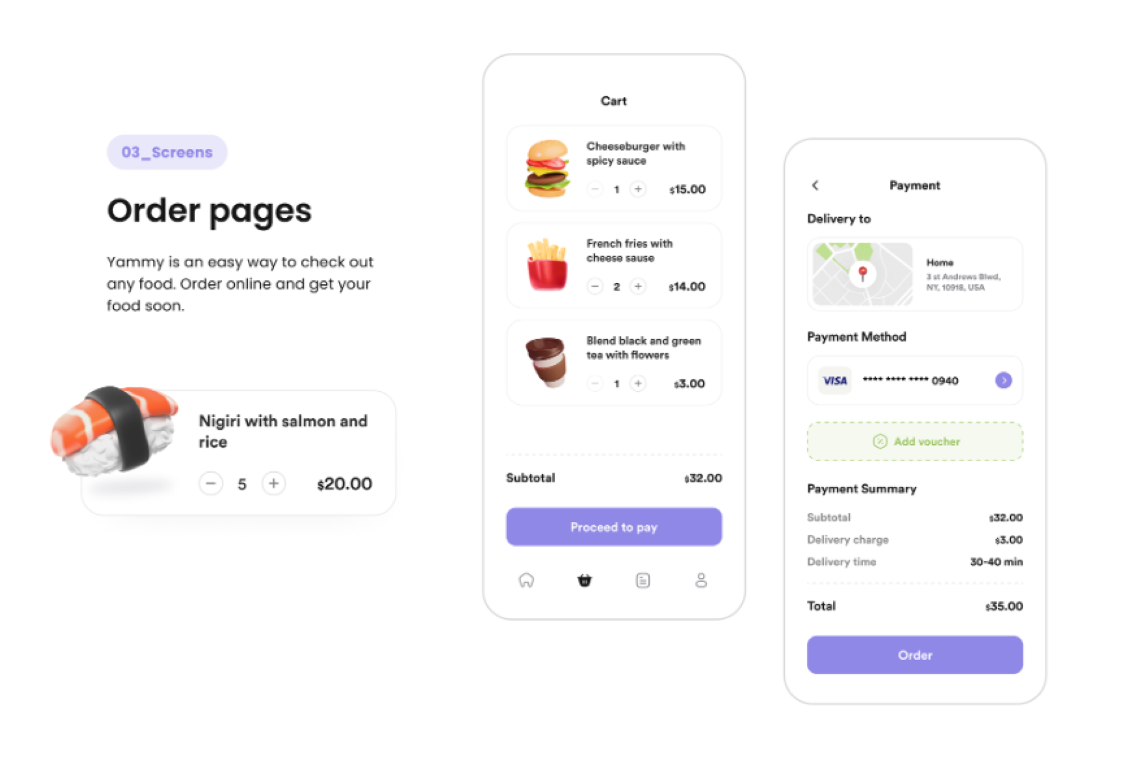 03_Screens
Order pages
Yammy is an easy way to check out
any food. Order online and get your
food soon.
Nigiri with salmon and
rice
− 5 + $20.00
Cart
Cheeseburger with
spicy sauce
− 1 + $15.00
French fries with
cheese sause
− 2 + $14.00
Blend black and green
tea with flowers
− 1 + $3.00
Subtotal $32.00
Proceed to pay
Payment
Delivery to
Home
3 st Andrews Blwd,
NY, 10918, USA
Payment Method
VISA **** **** **** 0940
Add voucher
Payment Summary
Subtotal $32.00
Delivery charge $3.00
Delivery time 30-40 min
Total $35.00
Order